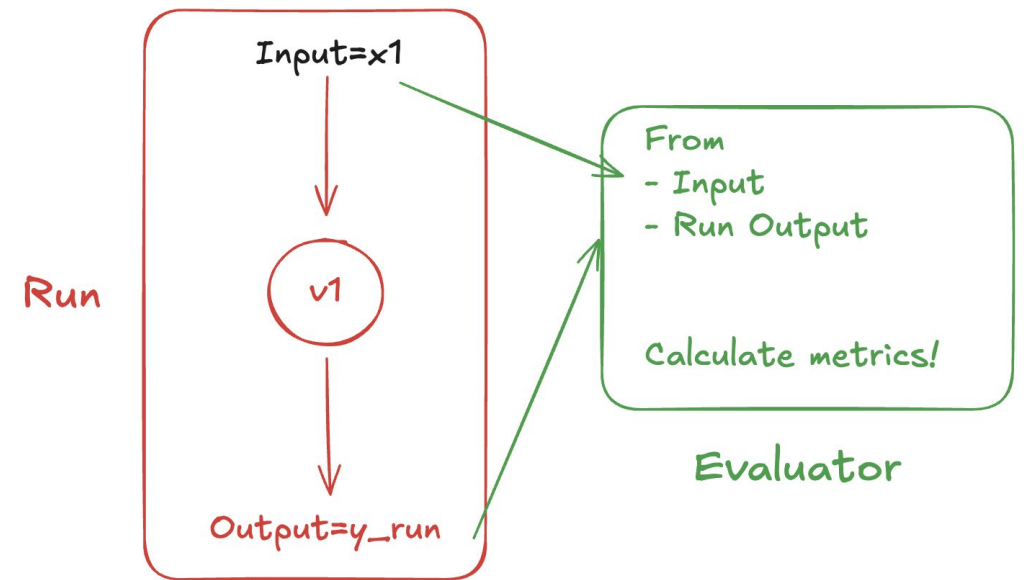 Input=x1
v1
Run
Output=y_run
From
- Input
- Run Output
Calculate metrics!
Evaluator